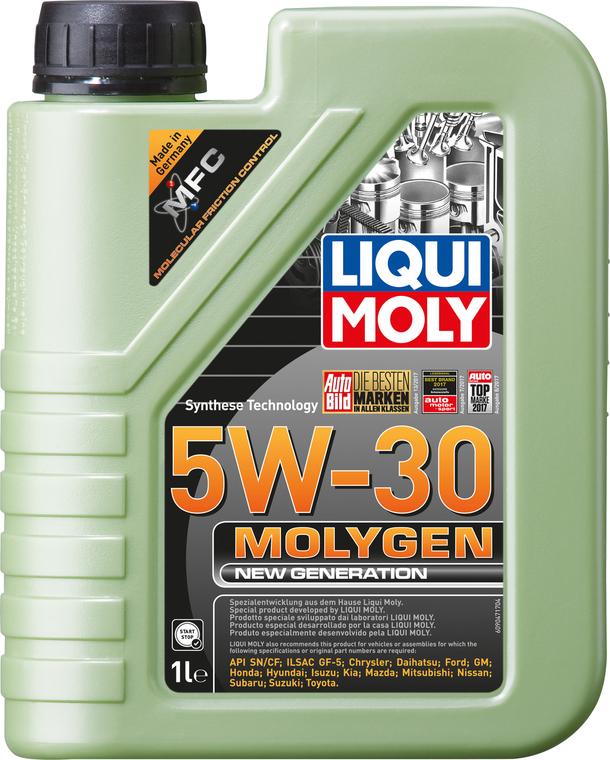 Made in
Germany
MFC
MOLECULAR FRICTION CONTROL
LIQUI
MOLY
Auto
Bild
DIE BESTEN
MARKEN
IN ALLEN KLASSEN
Ausgabe 13/2017
BEST BRAND
2017
auto
motor
sport
Auto
TOP
MARKE
2017
Synthese Technology
5W-30
MOLYGEN
NEW GENERATION
Spezialentwicklung aus dem Hause Liqui Moly.
Special product developed by LIQUI MOLY.
Prodotto speciale sviluppato dai laboratori LIQUI MOLY.
Producto especial desarrollado por la casa LIQUI MOLY.
Produto especialmente desenvolvido pela LIQUI MOLY.
LIQUI MOLY also recommends this product for vehicles or assemblies for which the
following specifications or original part numbers are required:
API SN/CF; ILSAC GF-5; Chrysler; Daihatsu; Ford; GM;
Honda; Hyundai; Isuzu; Kia; Mazda; Mitsubishi; Nissan;
Subaru; Suzuki; Toyota.
START
STOP
1L℮